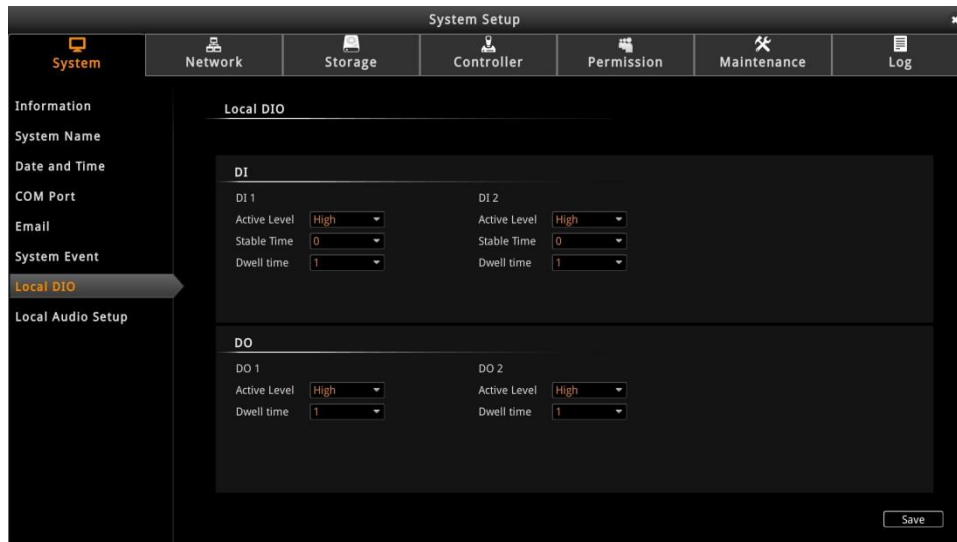 System Setup
System Network Storage Controller Permission Maintenance Log
Information
System Name
Date and Time
COM Port
Email
System Event
Local DIO
Local Audio Setup
Local DIO
DI
DI 1 DI 2
Active Level High Active Level High
Stable Time 0 Stable Time 0
Dwell time 1 Dwell time 1
DO
DO 1 DO 2
Active Level High Active Level High
Dwell time 1 Dwell time 1
Save